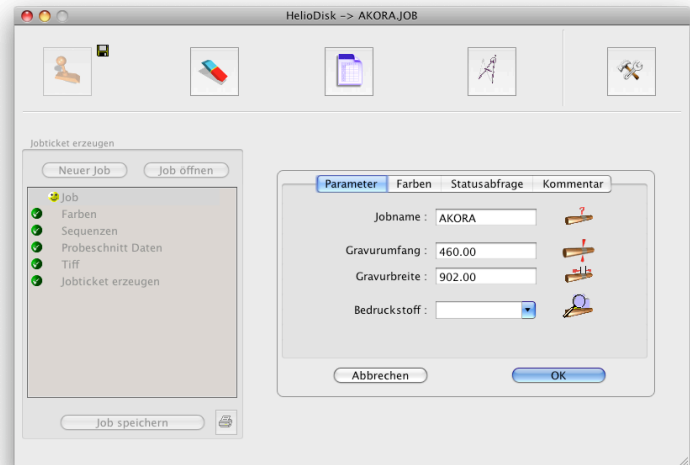 HelioDisk -> AKORA.JOB
Jobticket erzeugen
Neuer Job
Job öffnen
Job
Farben
Sequenzen
Probeschnitt Daten
Tiff
Jobticket erzeugen
Job speichern
Parameter
Farben
Statusabfrage
Kommentar
Jobname : AKORA
Gravurumfang : 460.00
Gravurbreite : 902.00
Bedruckstoff :
Abbrechen
OK